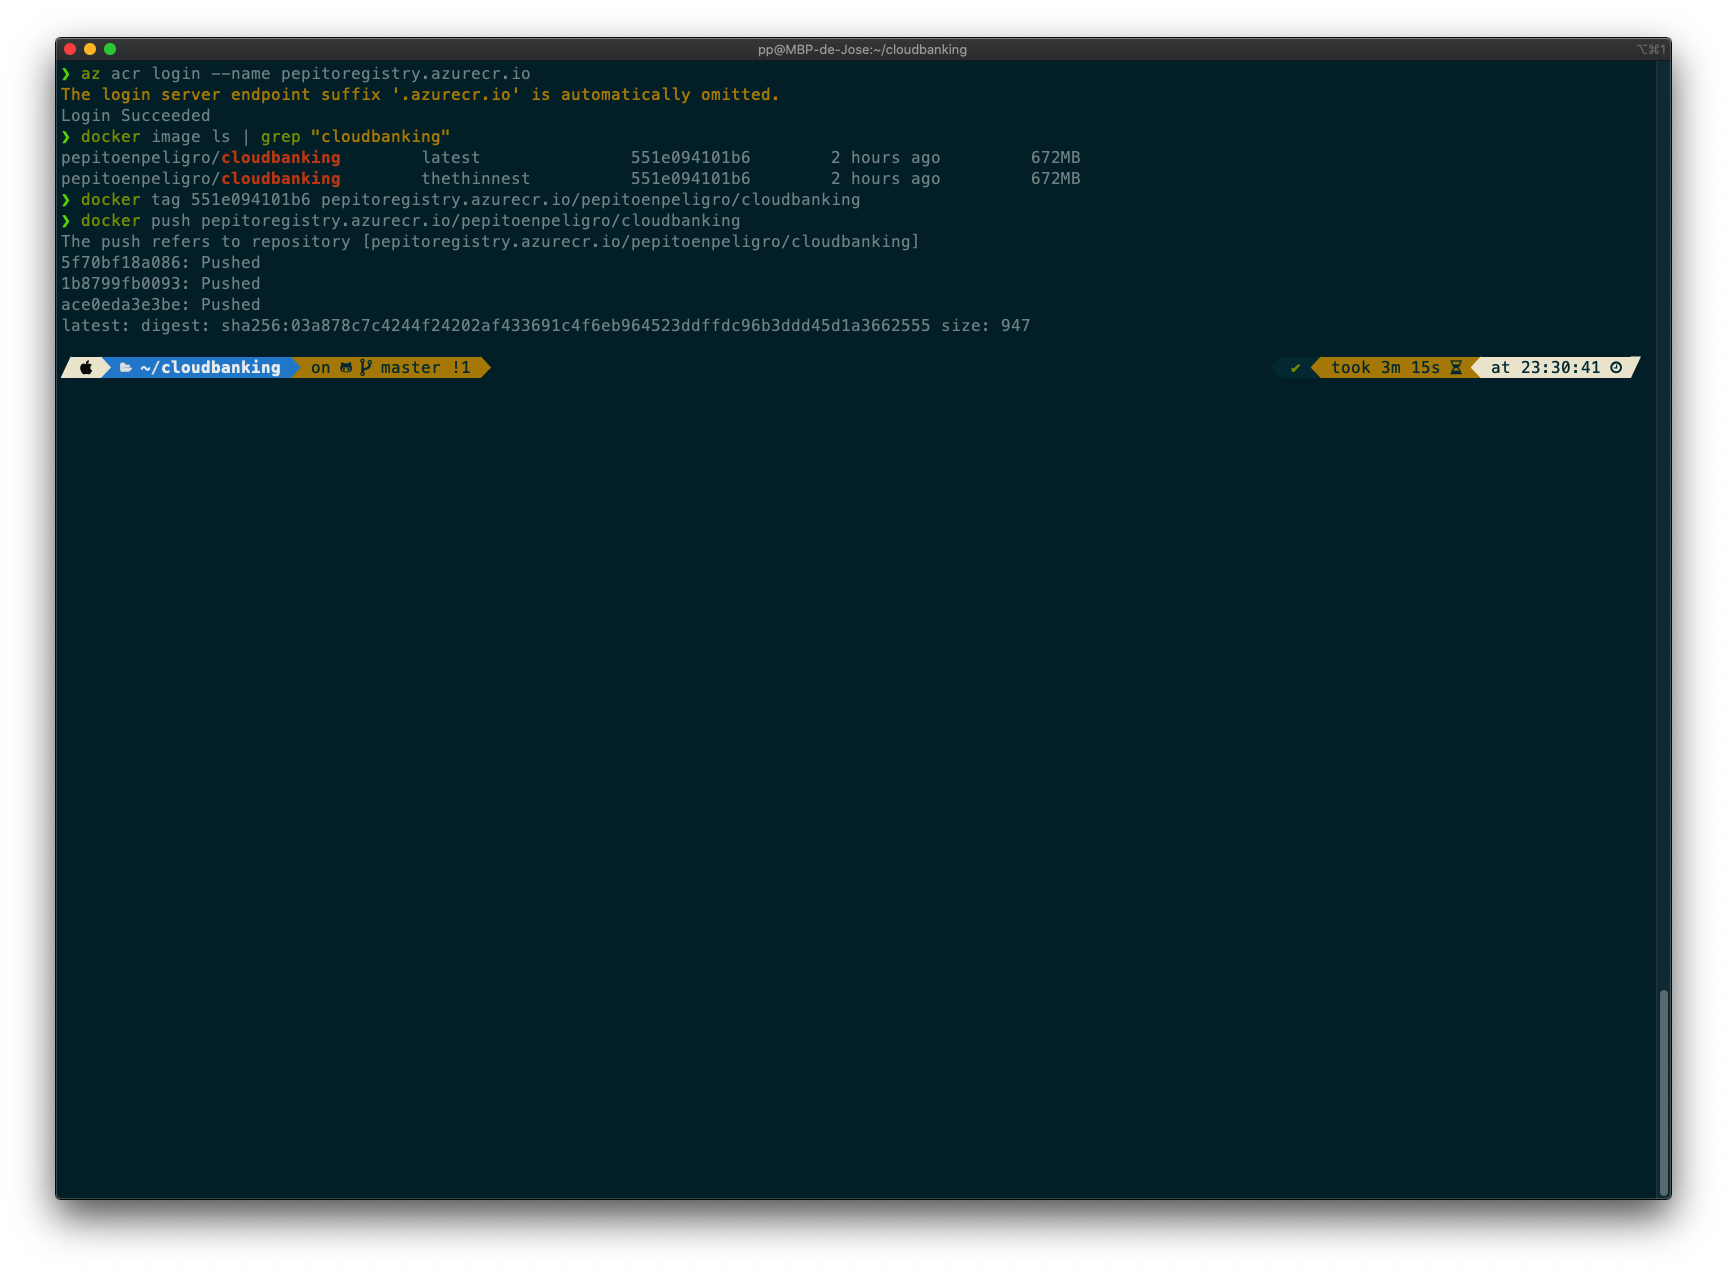 pp@MBP-de-Jose:~/cloudbanking
⌥⌘1
❯ az acr login --name pepitoregistry.azurecr.io
The login server endpoint suffix '.azurecr.io' is automatically omitted.
Login Succeeded
❯ docker image ls | grep "cloudbanking"
pepitoenpeligro/cloudbanking        latest               551e094101b6        2 hours ago         672MB
pepitoenpeligro/cloudbanking        thethinnest          551e094101b6        2 hours ago         672MB
❯ docker tag 551e094101b6 pepitoregistry.azurecr.io/pepitoenpeligro/cloudbanking
❯ docker push pepitoregistry.azurecr.io/pepitoenpeligro/cloudbanking
The push refers to repository [pepitoregistry.azurecr.io/pepitoenpeligro/cloudbanking]
5f70bf18a086: Pushed
1b8799fb0093: Pushed
ace0eda3e3be: Pushed
latest: digest: sha256:03a878c7c4244f24202af433691c4f6eb964523ddffdc96b3ddd45d1a3662555 size: 947
~/cloudbanking on master !1 ✔ took 3m 15s at 23:30:41